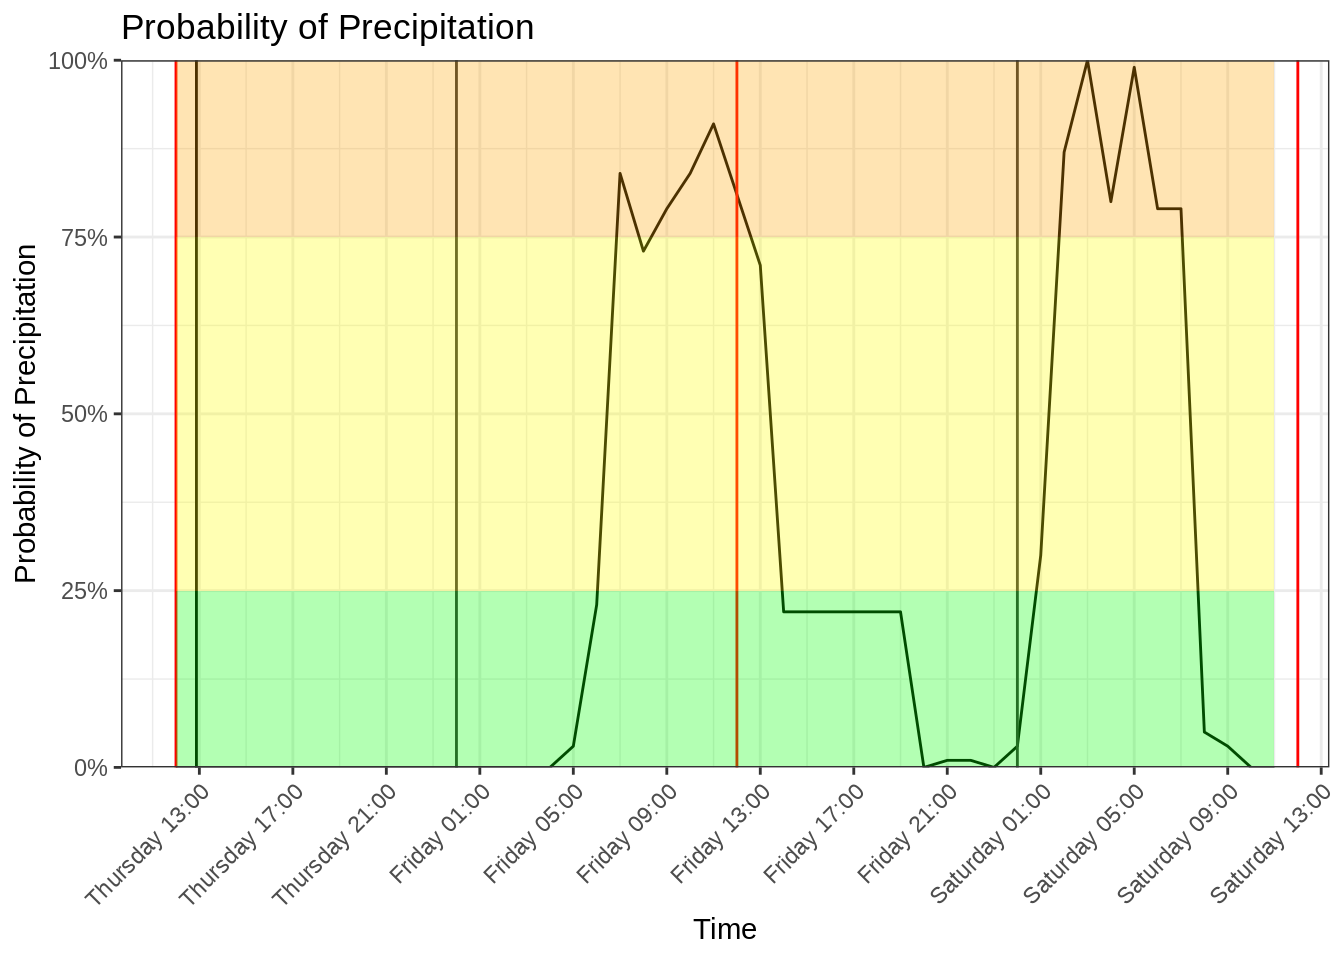 Probability of Precipitation
Probability of Precipitation
100%
75%
50%
25%
0%
Thursday 13:00
Thursday 17:00
Thursday 21:00
Friday 01:00
Friday 05:00
Friday 09:00
Friday 13:00
Friday 17:00
Friday 21:00
Saturday 01:00
Saturday 05:00
Saturday 09:00
Saturday 13:00
Time